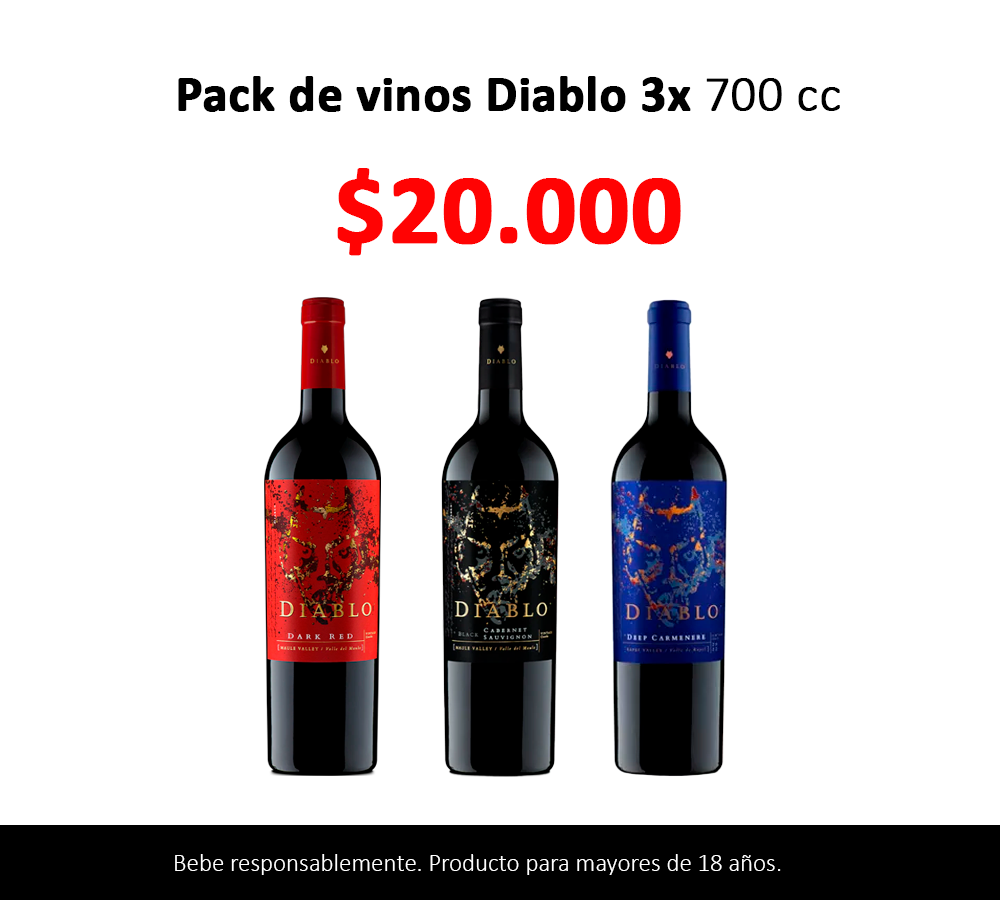 Pack de vinos Diablo 3x 700 cc
$20.000
DIABLO
DIABLO
DIABLO
DIABLO
DARK RED
[MAULE VALLEY / Valle del Maule]
DIABLO
BLACK CABERNET
SAUVIGNON
[MAULE VALLEY / Valle del Maule]
DIABLO
DEEP CARMENERE
Bebe responsablemente. Producto para mayores de 18 años.